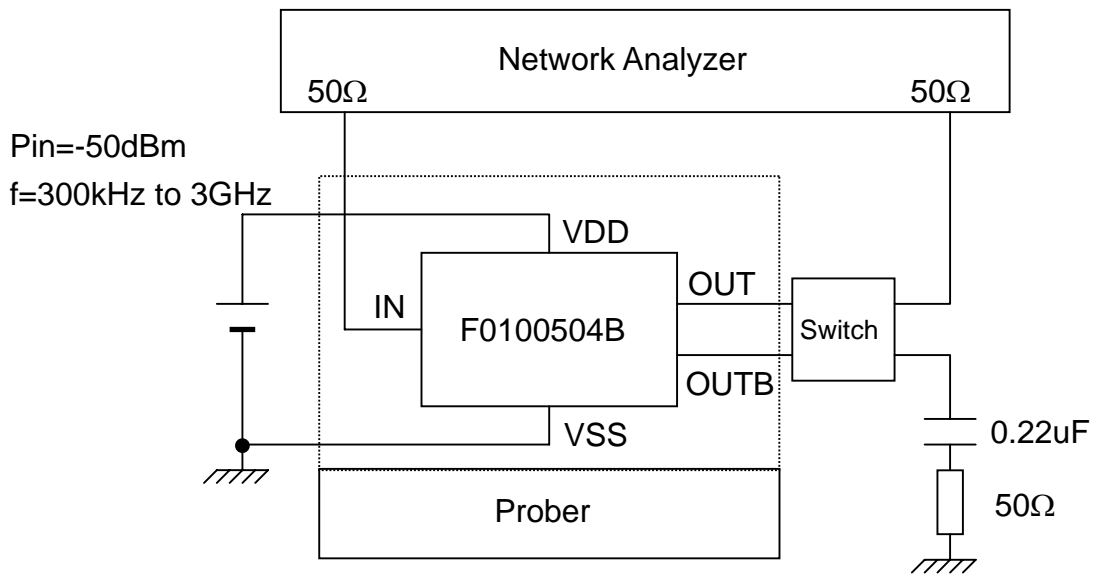 Network Analyzer
50Ω
50Ω
Pin=-50dBm
f=300kHz to 3GHz
VDD
IN
F0100504B
OUT
Switch
OUTB
VSS
0.22uF
50Ω
Prober